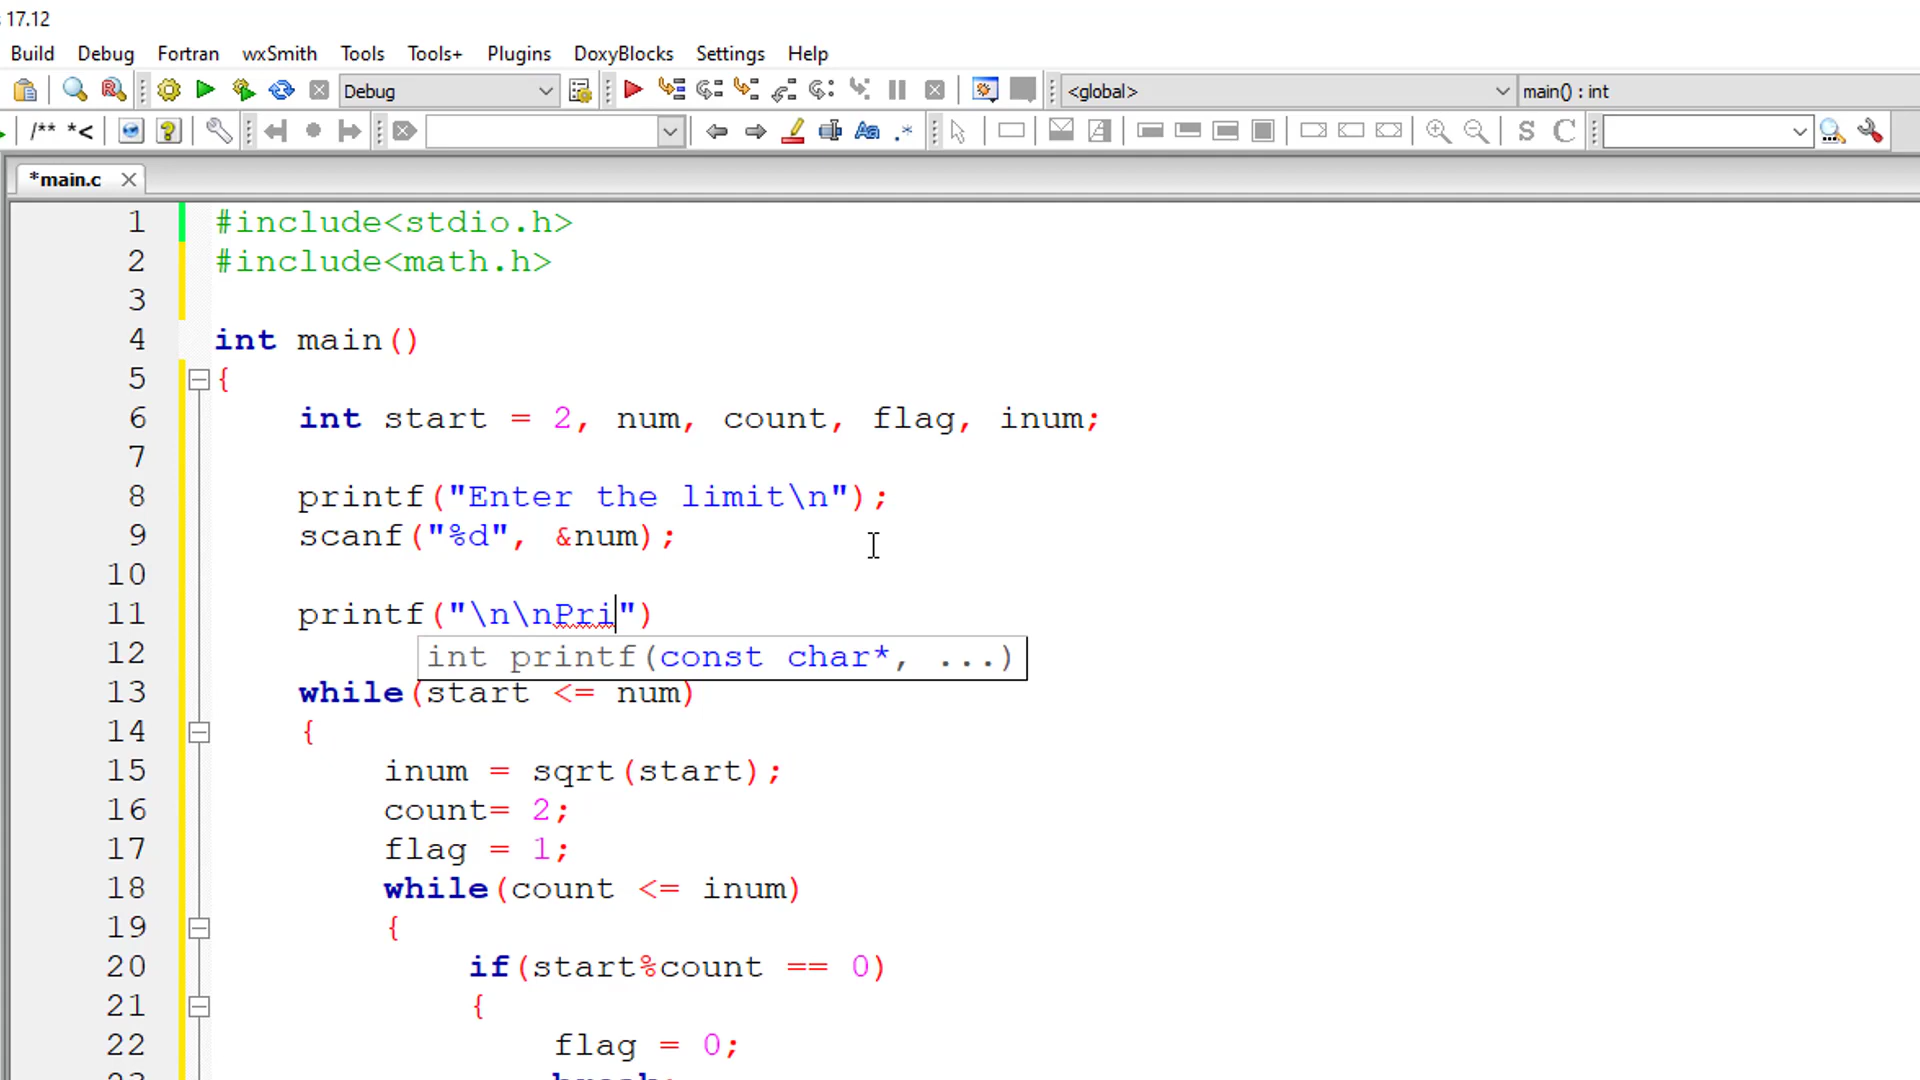 17.12
Build Debug Fortran wxSmith Tools Tools+ Plugins DoxyBlocks Settings Help
Debug <global> main() : int
/** *< Aa .* S C
*main.c
1 #include<stdio.h>
2 #include<math.h>
3
4 int main()
5 {
6 int start = 2, num, count, flag, inum;
7
8 printf("Enter the limit\n");
9 scanf("%d", &num);
10
11 printf("\n\nPri")
12 int printf(const char*, ...)
13 while(start <= num)
14 {
15 inum = sqrt(start);
16 count= 2;
17 flag = 1;
18 while(count <= inum)
19 {
20 if(start%count == 0)
21 {
22 flag = 0;
23 break;